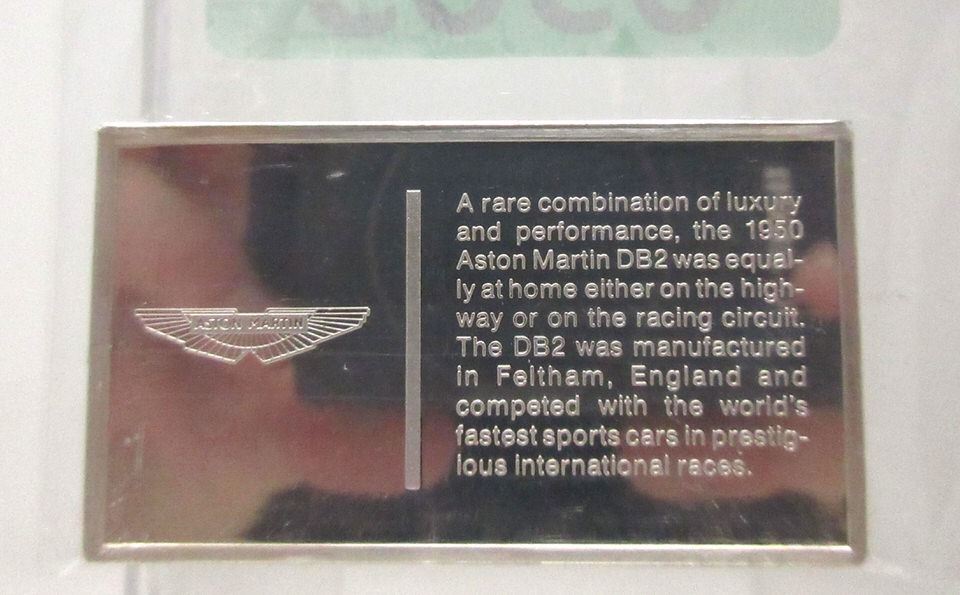 ASTON MARTIN
A rare combination of luxury
and performance, the 1950
Aston Martin DB2 was equal-
ly at home either on the high-
way or on the racing circuit.
The DB2 was manufactured
in Feltham, England and
competed with the world's
fastest sports cars in prestig-
ious international races.